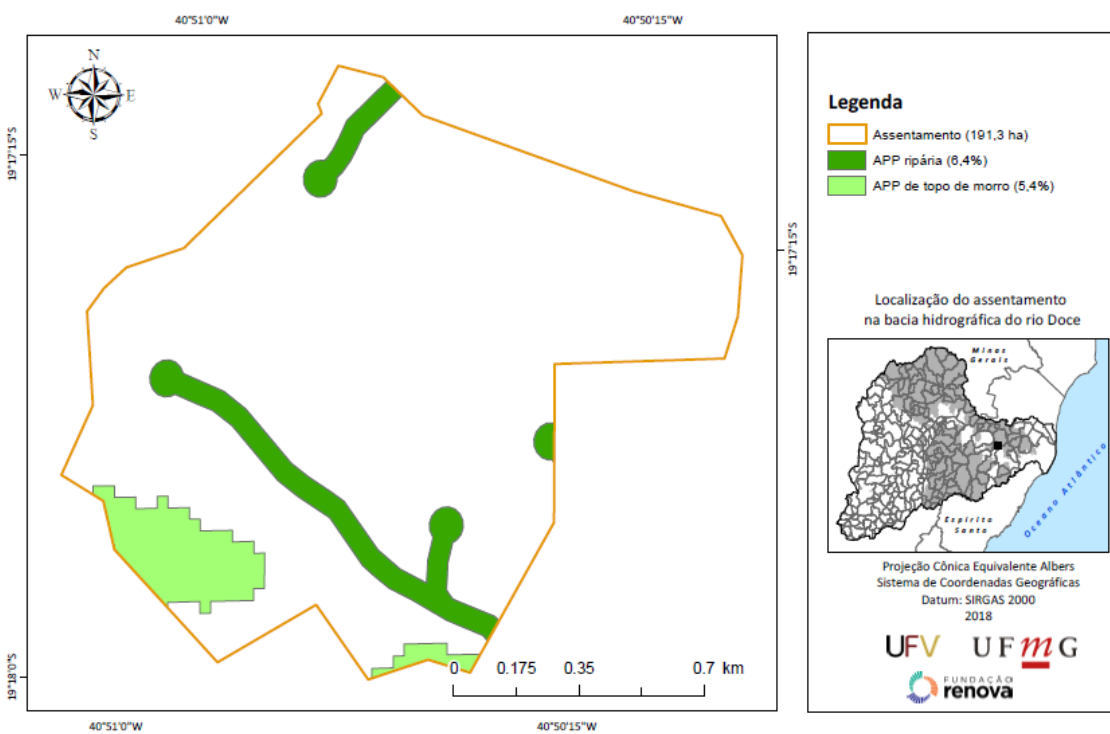 40°51'0"W
40°50'15"W
N
W
E
S
19°17'15"S
19°17'15"S
19°18'0"S
0
0.175
0.35
0.7 km
40°51'0"W
40°50'15"W
Legenda
Assentamento (191,3 ha)
APP ripária (6,4%)
APP de topo de morro (5,4%)
Localização do assentamento
na bacia hidrográfica do rio Doce
Minas
Gerais
Espírito
Santo
Oceano Atlântico
Projeção Cônica Equivalente Albers
Sistema de Coordenadas Geográficas
Datum: SIRGAS 2000
2018
UFV
UFmG
FUNDAÇÃO
renova